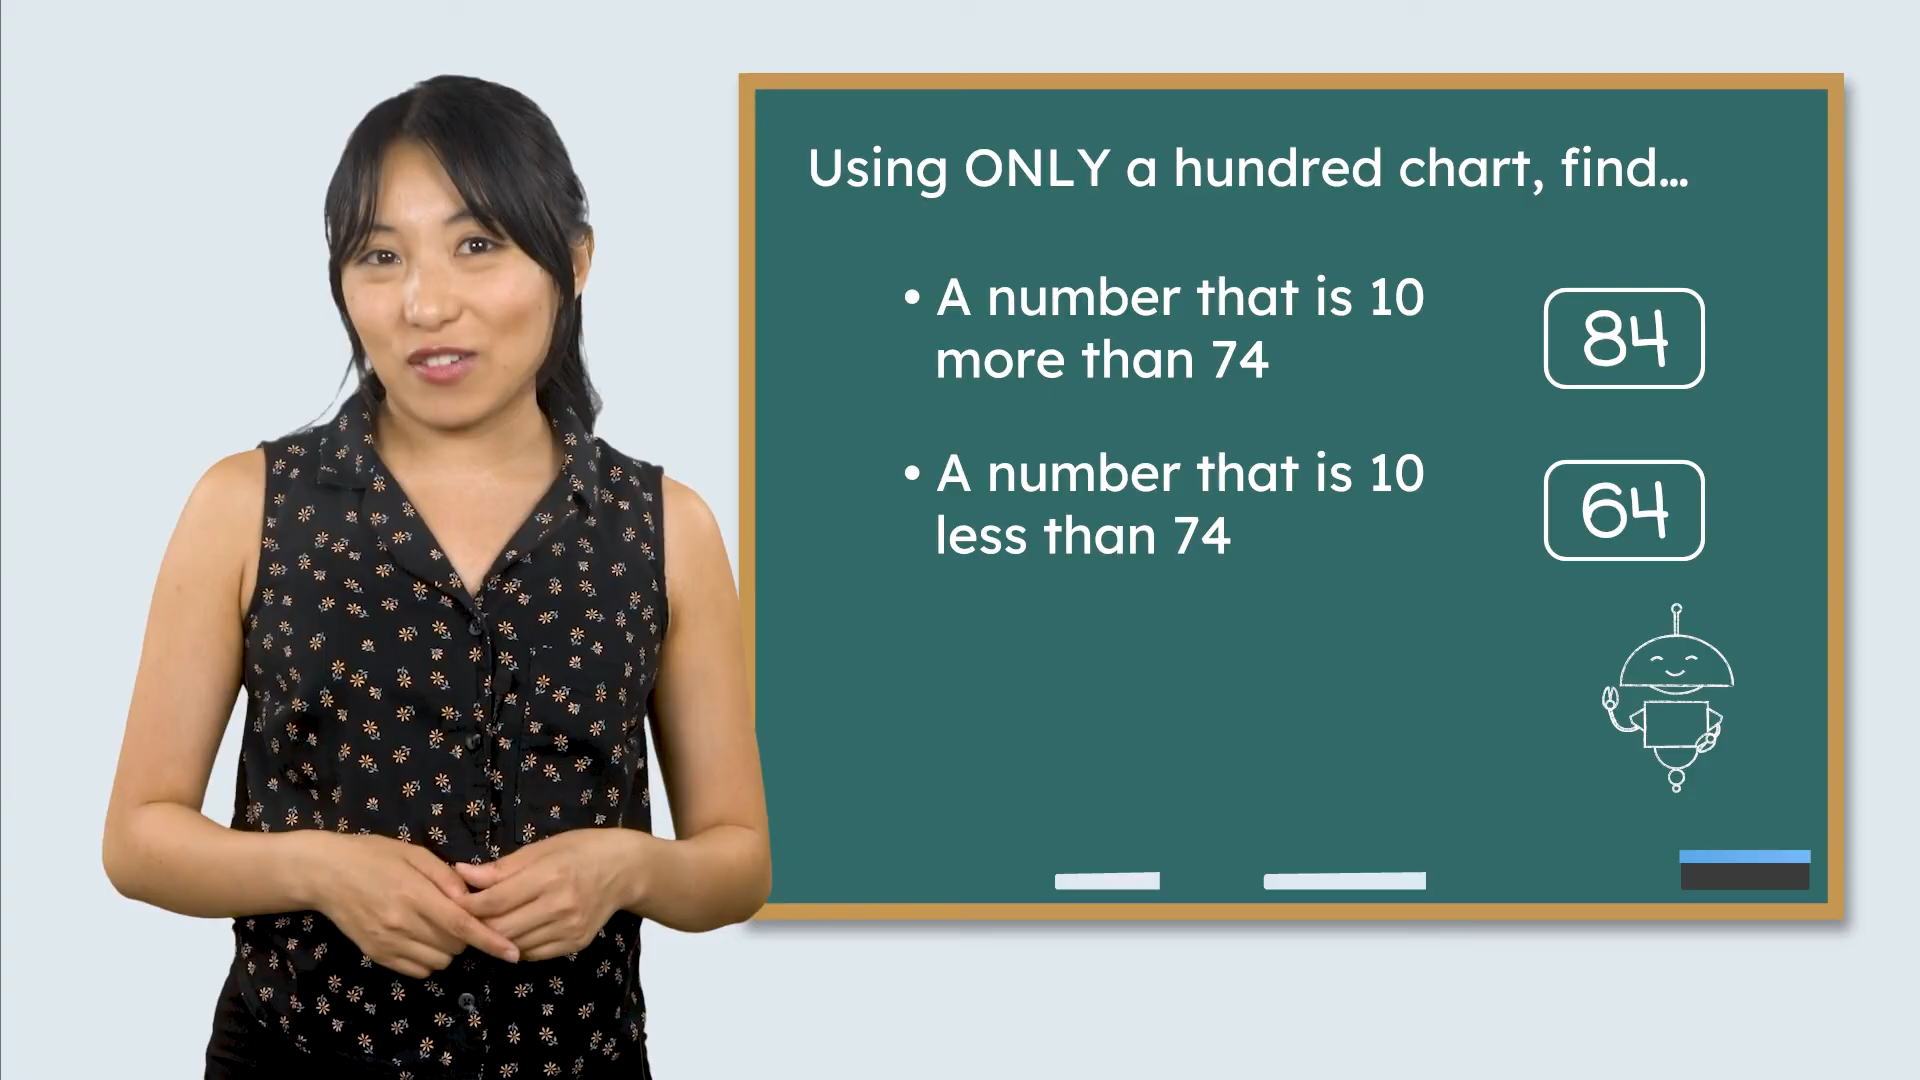 Using ONLY a hundred chart, find...
• A number that is 10
more than 74
84
• A number that is 10
less than 74
64